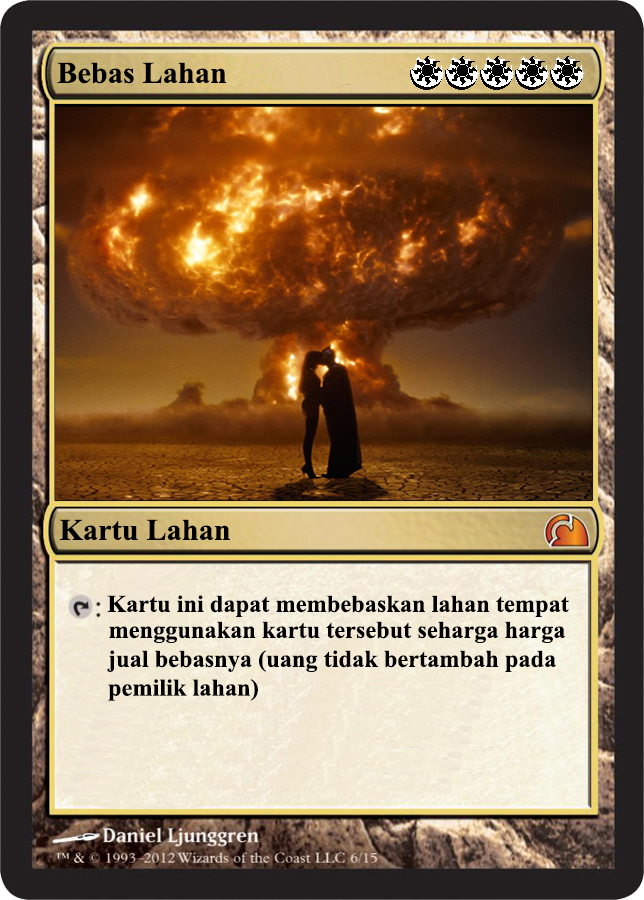 Bebas Lahan
Kartu Lahan
: Kartu ini dapat membebaskan lahan tempat
menggunakan kartu tersebut seharga harga
jual bebasnya (uang tidak bertambah pada
pemilik lahan)
Daniel Ljunggren
™ & © 1993–2012 Wizards of the Coast LLC 6/15